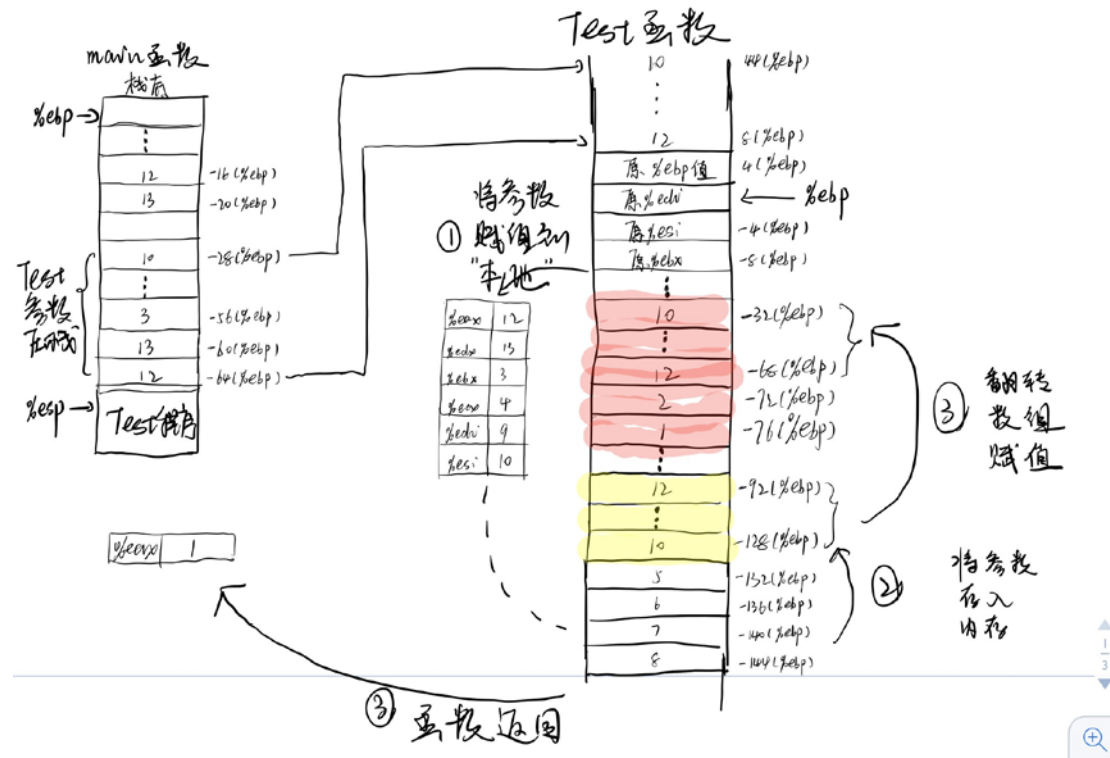 main函数
栈帧
%ebp→
12 -16(%ebp)
13 -20(%ebp)
10 -28(%ebp)
Test
参数
3 -56(%ebp)
13 -60(%ebp)
12 -64(%ebp)
%esp→
Test程序
%eax 1
Test函数
10 44(%ebp)
12 8(%ebp)
原%ebp值 4(%ebp)
原%edi ← %ebp
原%esi -4(%ebp)
原%ebx -8(%ebp)
10 -32(%ebp)
12 -68(%ebp)
2 -72(%ebp)
1 -76(%ebp)
12 -92(%ebp)
10 -128(%ebp)
5 -132(%ebp)
6 -136(%ebp)
7 -140(%ebp)
8 -144(%ebp)
① 将参数
赋值到
"本地"
%eax 12
%edx 13
%ebx 3
%ecx 4
%edi 9
%esi 10
③ 翻转
数组
赋值
② 将参数
存入
内存
③ 函数返回
1
3